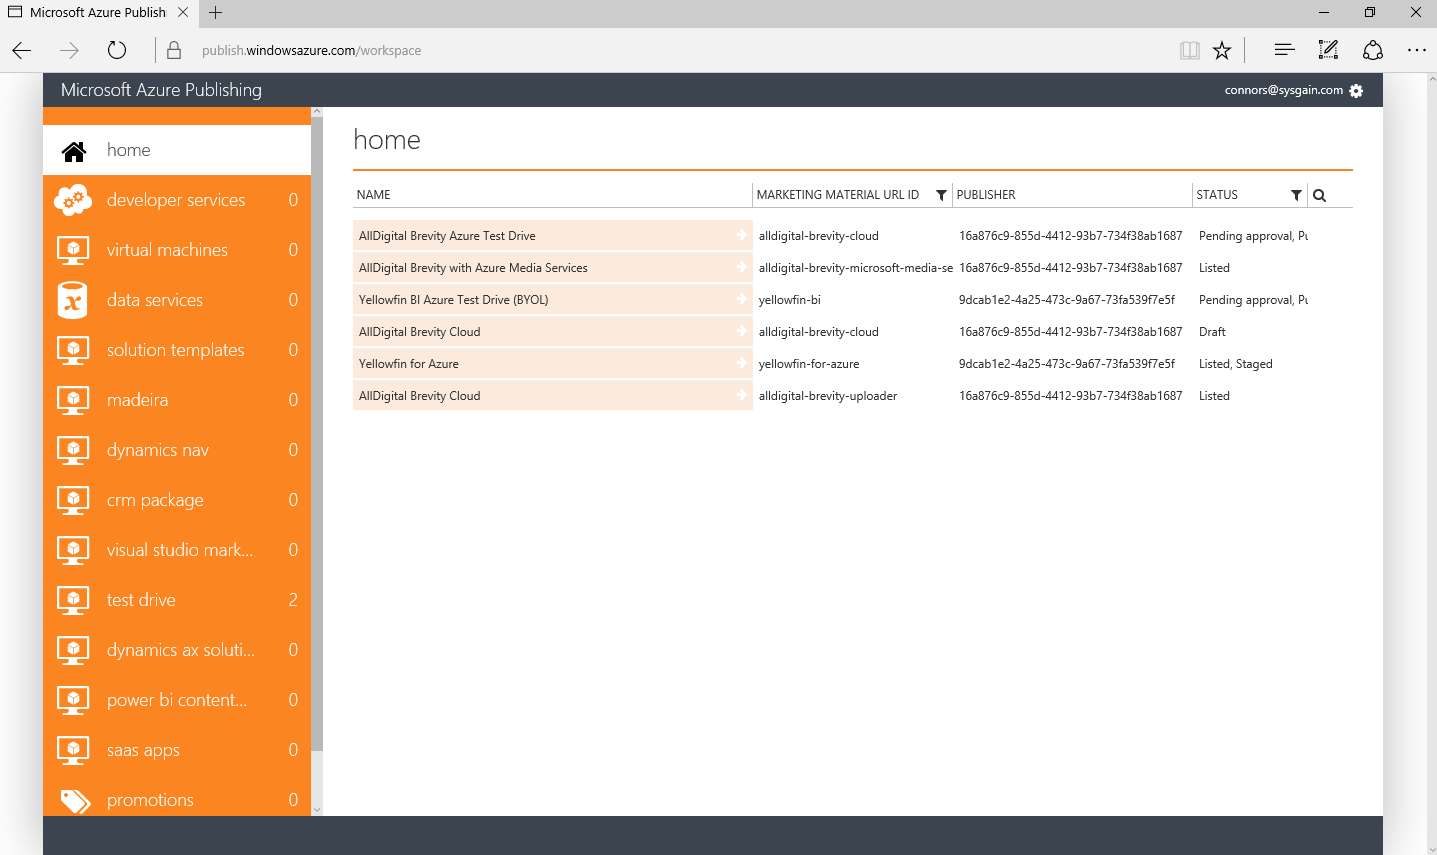 Microsoft Azure Publish
publish.windowsazure.com/workspace
Microsoft Azure Publishing
connors@sysgain.com
home
developer services 0
virtual machines 0
data services 0
solution templates 0
madeira 0
dynamics nav 0
crm package 0
visual studio mark... 0
test drive 2
dynamics ax soluti... 0
power bi content... 0
saas apps 0
promotions 0
home
NAME MARKETING MATERIAL URL ID PUBLISHER STATUS
AllDigital Brevity Azure Test Drive alldigital-brevity-cloud 16a876c9-855d-4412-93b7-734f38ab1687 Pending approval, Pu
AllDigital Brevity with Azure Media Services alldigital-brevity-microsoft-media-se 16a876c9-855d-4412-93b7-734f38ab1687 Listed
Yellowfin BI Azure Test Drive (BYOL) yellowfin-bi 9dcab1e2-4a25-473c-9a67-73fa539f7e5f Pending approval, Pu
AllDigital Brevity Cloud alldigital-brevity-cloud 16a876c9-855d-4412-93b7-734f38ab1687 Draft
Yellowfin for Azure yellowfin-for-azure 9dcab1e2-4a25-473c-9a67-73fa539f7e5f Listed, Staged
AllDigital Brevity Cloud alldigital-brevity-uploader 16a876c9-855d-4412-93b7-734f38ab1687 Listed